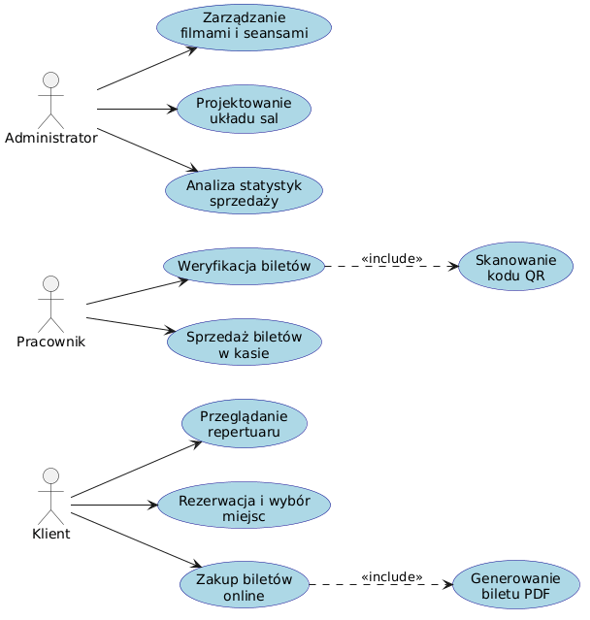 Zarządzanie
filmami i seansami
Projektowanie
układu sal
Administrator
Analiza statystyk
sprzedaży
Weryfikacja biletów
«include»
Skanowanie
kodu QR
Pracownik
Sprzedaż biletów
w kasie
Przeglądanie
repertuaru
Rezerwacja i wybór
miejsc
Klient
Zakup biletów
online
«include»
Generowanie
biletu PDF